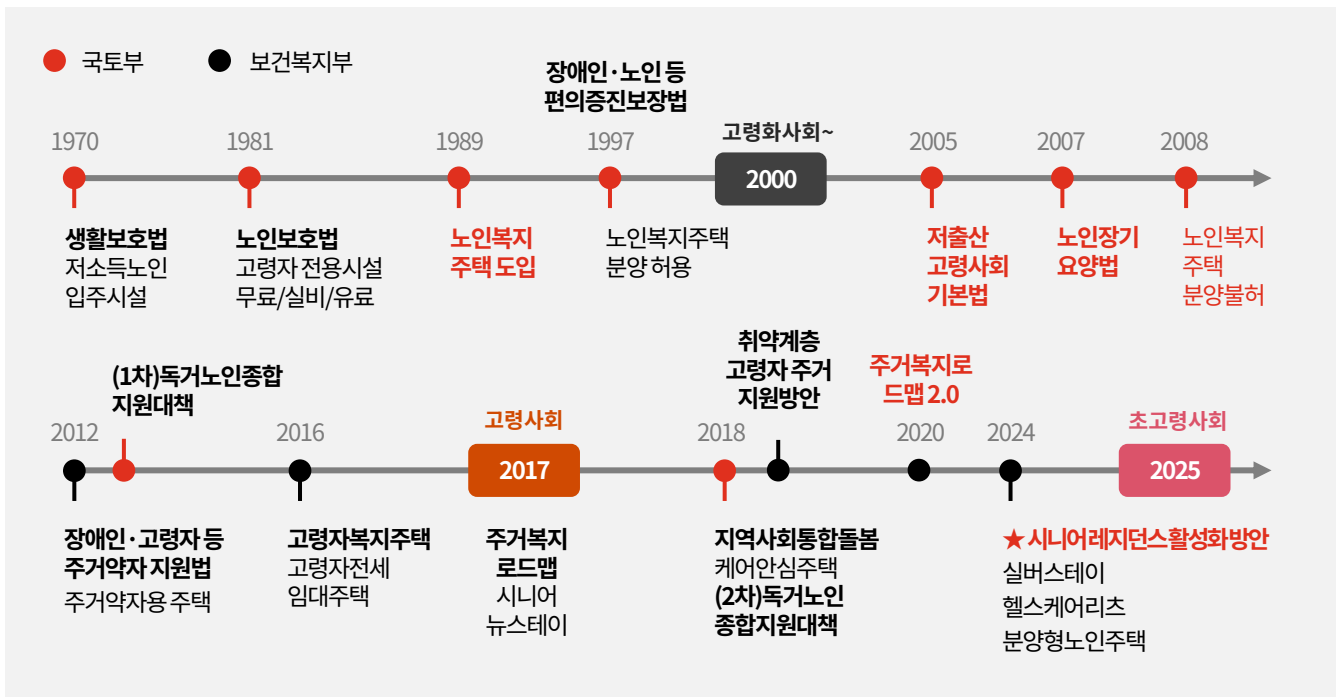 국토부
보건복지부
장애인·노인 등
편의증진보장법
고령화사회~
1970
1981
1989
1997
2000
2005
2007
2008
생활보호법
저소득노인
입주시설
노인보호법
고령자 전용시설
무료/실비/유료
노인복지
주택 도입
노인복지주택
분양 허용
저출산
고령사회
기본법
노인장기
요양법
노인복지
주택
분양불허
(1차)독거노인종합
지원대책
취약계층
고령자 주거
지원방안
주거복지로
드맵 2.0
2012
2016
고령사회
2017
2018
2020
2024
초고령사회
2025
장애인·고령자 등
주거약자 지원법
주거약자용 주택
고령자복지주택
고령자전세
임대주택
주거복지
로드맵
시니어
뉴스테이
지역사회통합돌봄
케어안심주택
(2차)독거노인
종합지원대책
★시니어레지던스활성화방안
실버스테이
헬스케어리츠
분양형노인주택